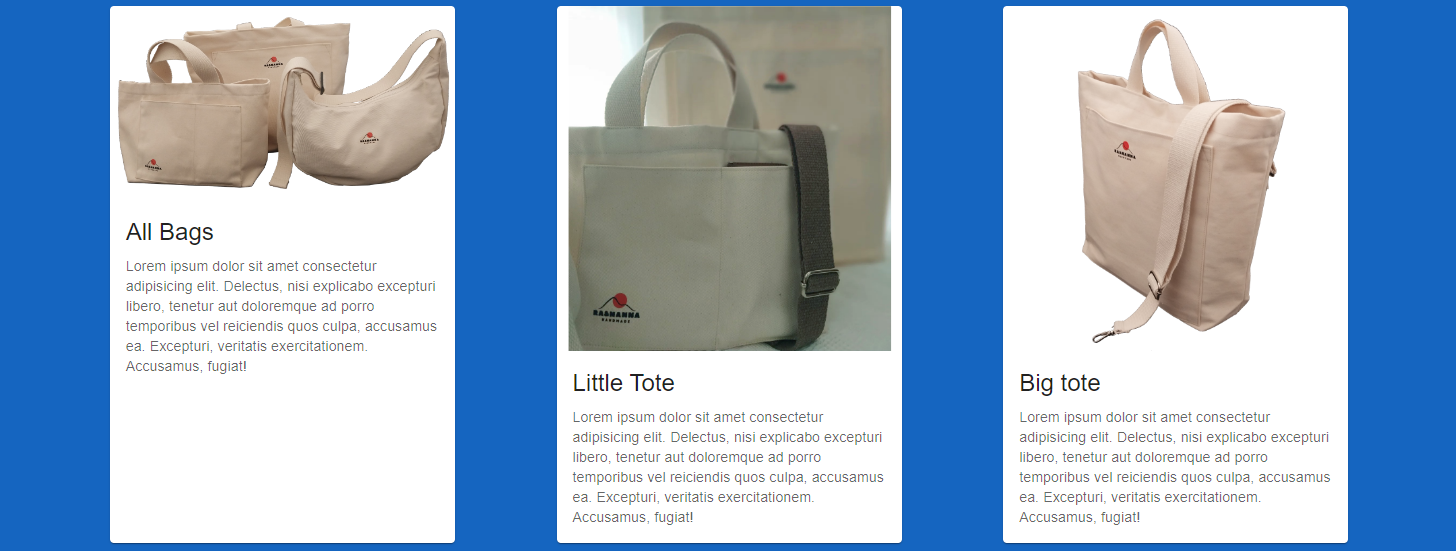 All Bags
Lorem ipsum dolor sit amet consectetur
adipisicing elit. Delectus, nisi explicabo excepturi
libero, tenetur aut doloremque ad porro
temporibus vel reiciendis quos culpa, accusamus
ea. Excepturi, veritatis exercitationem.
Accusamus, fugiat!
RA&HANNA
HANDMADE
Little Tote
Lorem ipsum dolor sit amet consectetur
adipisicing elit. Delectus, nisi explicabo excepturi
libero, tenetur aut doloremque ad porro
temporibus vel reiciendis quos culpa, accusamus
ea. Excepturi, veritatis exercitationem.
Accusamus, fugiat!
RA&HANNA
Big tote
Lorem ipsum dolor sit amet consectetur
adipisicing elit. Delectus, nisi explicabo excepturi
libero, tenetur aut doloremque ad porro
temporibus vel reiciendis quos culpa, accusamus
ea. Excepturi, veritatis exercitationem.
Accusamus, fugiat!